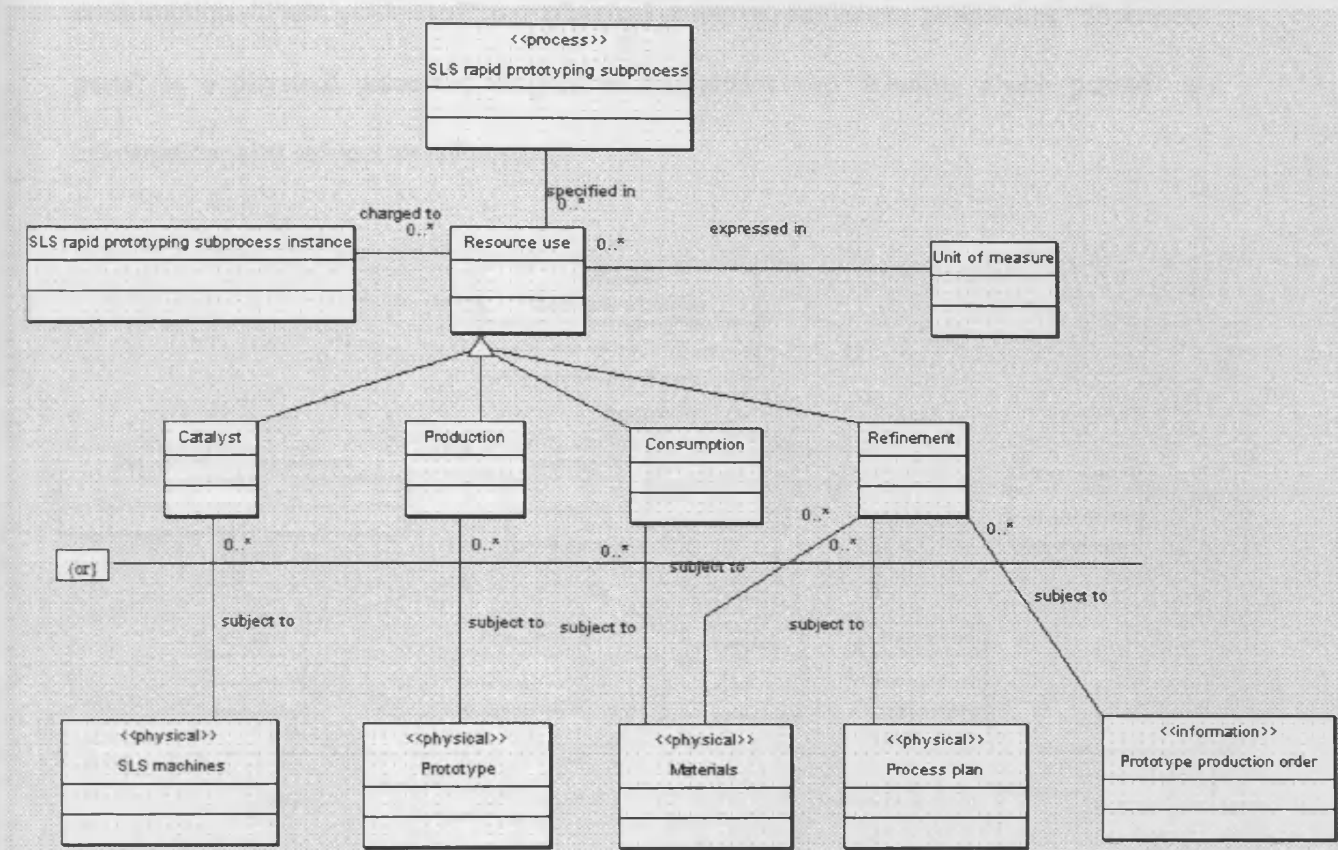 <<process>>
SLS rapid prototyping subprocess
specified in
0..*
charged to
0..*
SLS rapid prototyping subprocess instance
Resource use
0..*
expressed in
Unit of measure
Catalyst
Production
Consumption
Refinement
0..*
0..*
0..*
0..*
0..*
0..*
{or}
subject to
subject to
subject to
subject to
subject to
subject to
<<physical>>
SLS machines
<<physical>>
Prototype
<<physical>>
Materials
<<physical>>
Process plan
<<information>>
Prototype production order